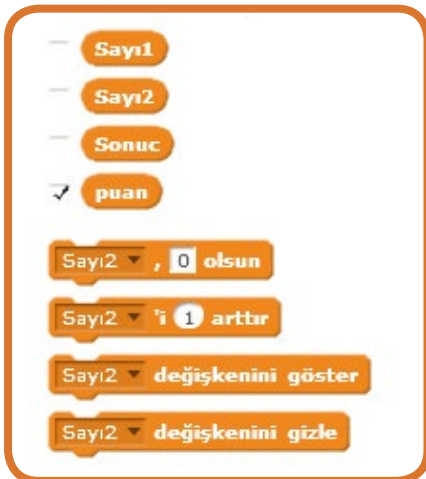 Sayı1
Sayı2
Sonuc
puan
Sayı2 , 0 olsun
Sayı2 'i 1 arttır
Sayı2 değişkenini göster
Sayı2 değişkenini gizle